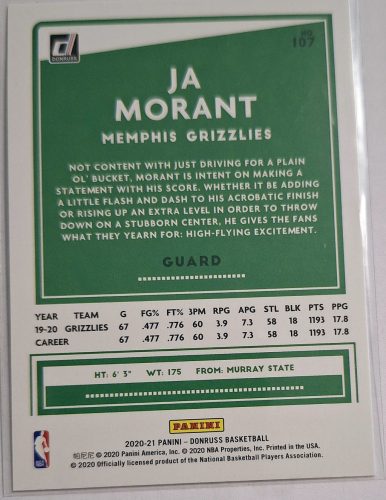 DONRUSS
NO.
107
JA
MORANT
MEMPHIS GRIZZLIES
NOT CONTENT WITH JUST DRIVING FOR A PLAIN
OL' BUCKET, MORANT IS INTENT ON MAKING A
STATEMENT WITH HIS SCORE. WHETHER IT BE ADDING
A LITTLE FLASH AND DASH TO HIS ACROBATIC FINISH
OR RISING UP AN EXTRA LEVEL IN ORDER TO THROW
DOWN ON A STUBBORN CENTER, HE GIVES THE FANS
WHAT THEY YEARN FOR: HIGH-FLYING EXCITEMENT.
GUARD
YEAR TEAM G FG% FT% 3PM RPG APG STL BLK PTS PPG
19-20 GRIZZLIES 67 .477 .776 60 3.9 7.3 58 18 1193 17.8
CAREER 67 .477 .776 60 3.9 7.3 58 18 1193 17.8
HT: 6' 3" WT: 175 FROM: MURRAY STATE
PANINI
2020-21 PANINI - DONRUSS BASKETBALL
帕尼尼 © 2020 Panini America, Inc. © 2020 NBA Properties, Inc. Printed in the USA.
© 2020 Officially licensed product of the National Basketball Players Association.
NBA